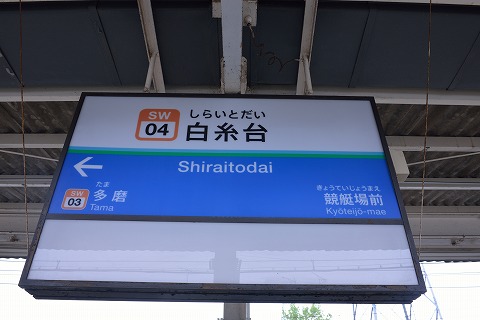 しらいとだい
SW
04
白糸台
Shiraitodai
たま
SW
03
多磨
Tama
きょうていじょうまえ
競艇場前
Kyōteijō-mae